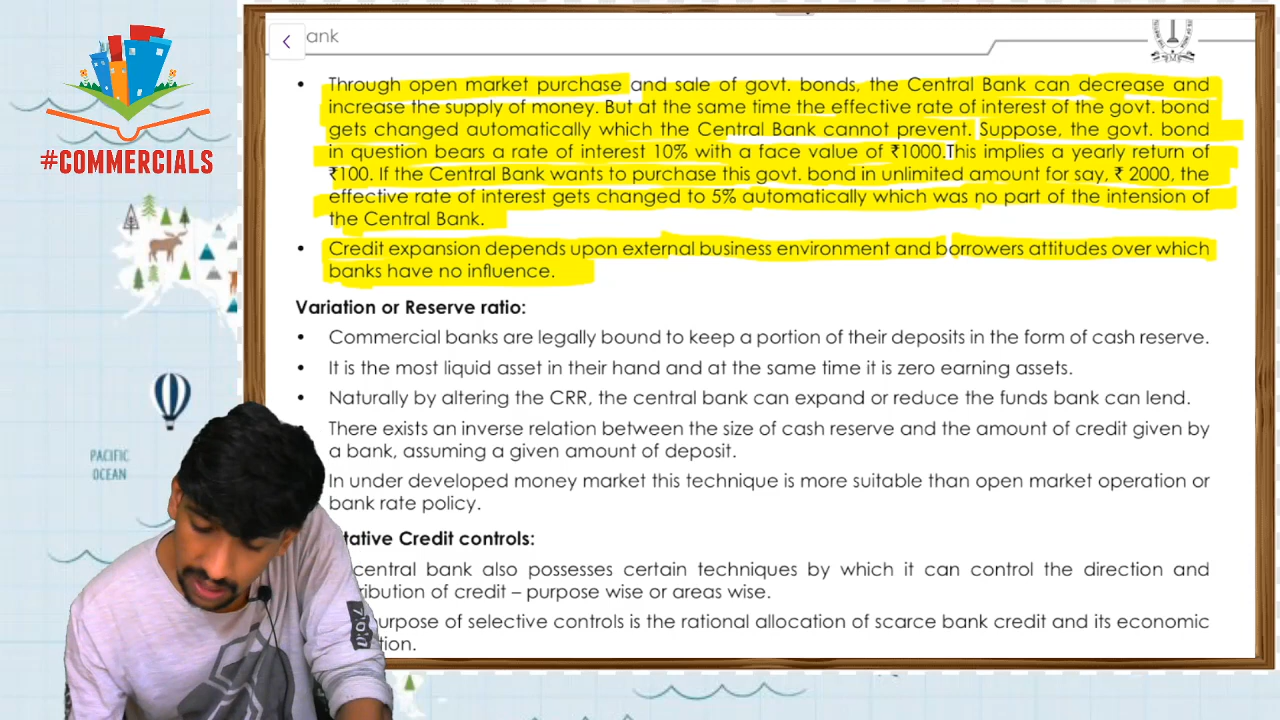 ank
• Through open market purchase and sale of govt. bonds, the Central Bank can decrease and
increase the supply of money. But at the same time the effective rate of interest of the govt. bond
gets changed automatically which the Central Bank cannot prevent. Suppose, the govt. bond
in question bears a rate of interest 10% with a face value of ₹1000.This implies a yearly return of
₹100. If the Central Bank wants to purchase this govt. bond in unlimited amount for say, ₹ 2000, the
effective rate of interest gets changed to 5% automatically which was no part of the intension of
the Central Bank.
• Credit expansion depends upon external business environment and borrowers attitudes over which
banks have no influence.
Variation or Reserve ratio:
• Commercial banks are legally bound to keep a portion of their deposits in the form of cash reserve.
• It is the most liquid asset in their hand and at the same time it is zero earning assets.
• Naturally by altering the CRR, the central bank can expand or reduce the funds bank can lend.
There exists an inverse relation between the size of cash reserve and the amount of credit given by
a bank, assuming a given amount of deposit.
In under developed money market this technique is more suitable than open market operation or
bank rate policy.
tative Credit controls:
central bank also possesses certain techniques by which it can control the direction and
ribution of credit – purpose wise or areas wise.
urpose of selective controls is the rational allocation of scarce bank credit and its economic
tion.
#COMMERCIALS
PACIFIC
OCEAN